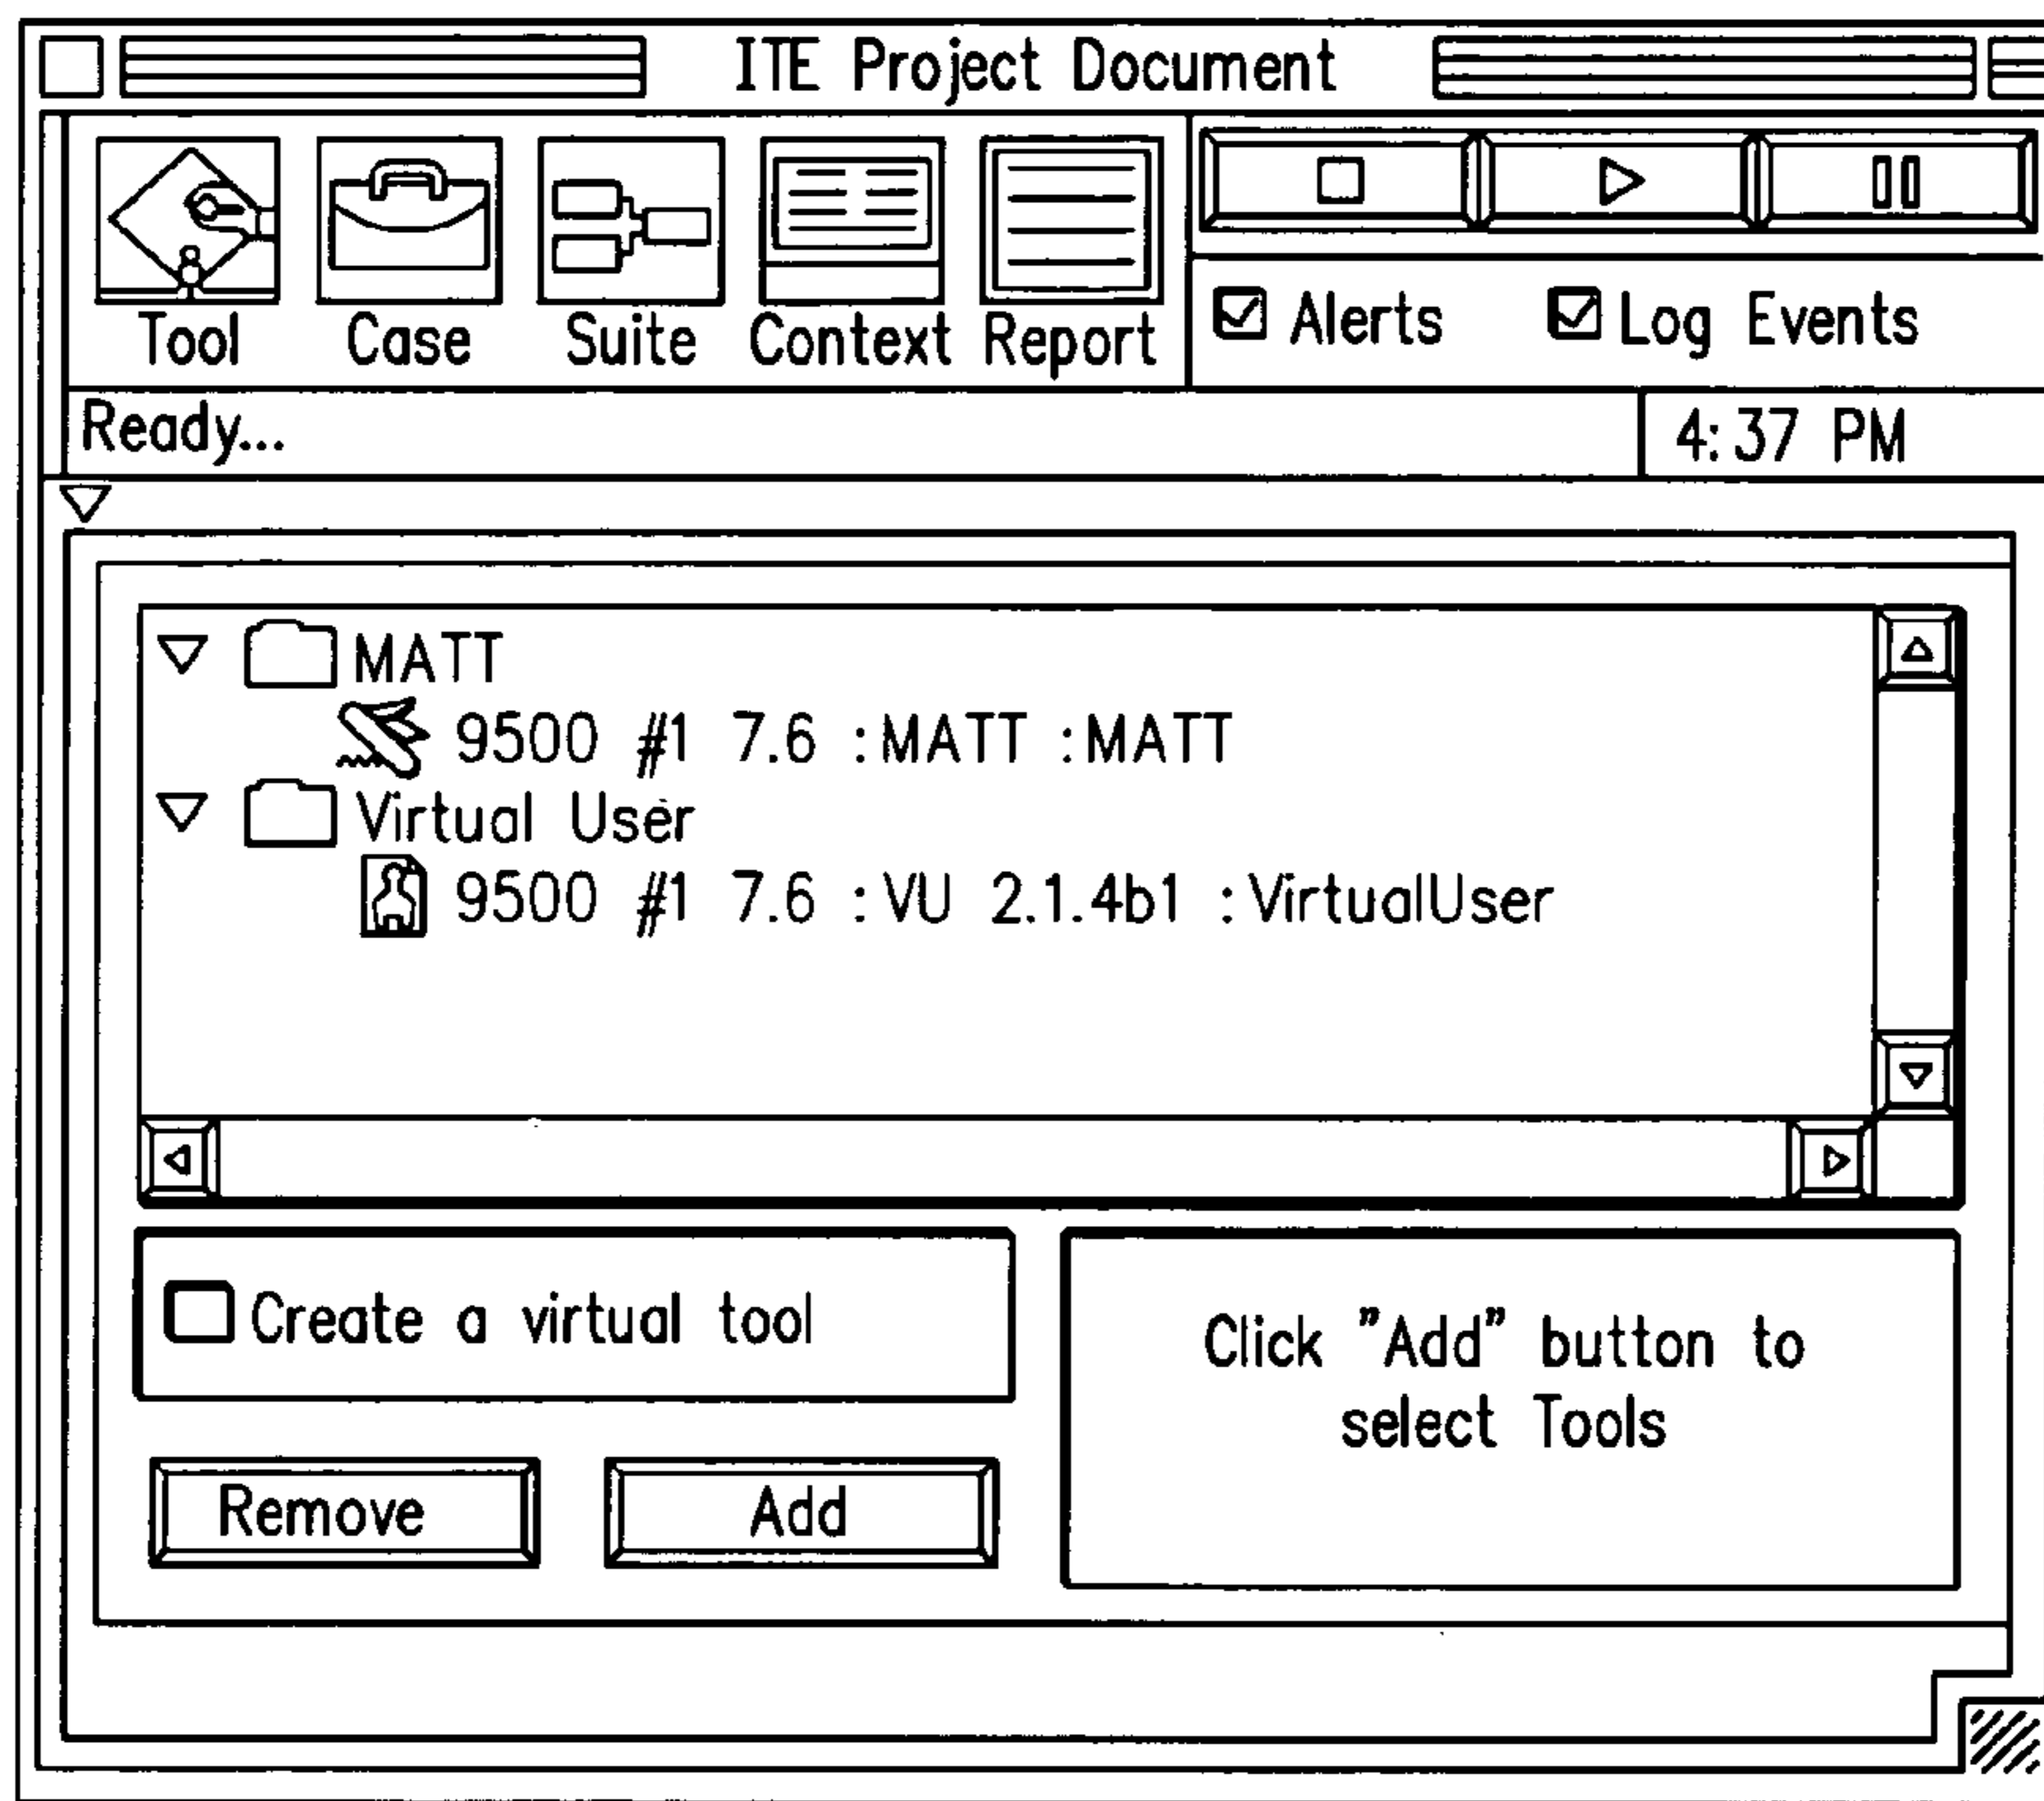 ITE Project Document
Tool Case Suite Context Report
Alerts Log Events
Ready...
4:37 PM
MATT
9500 #1 7.6 :MATT :MATT
Virtual User
9500 #1 7.6 :VU 2.1.4b1 :VirtualUser
Create a virtual tool
Click "Add" button to
select Tools
Remove
Add